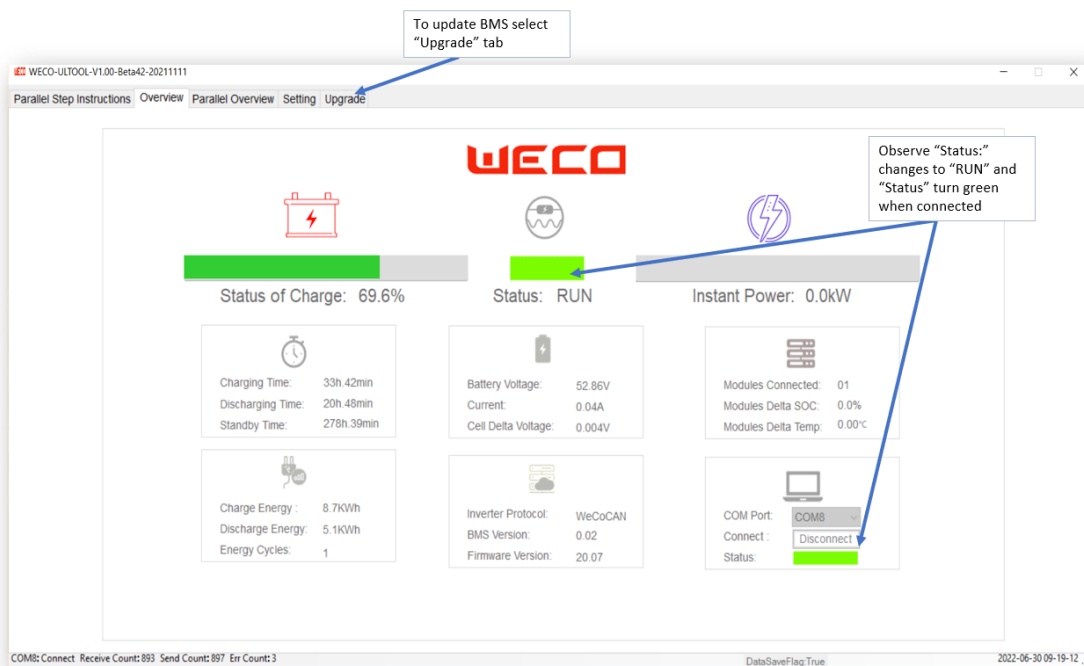 To update BMS select
“Upgrade” tab
WECO-ULTOOL-V1.00-Beta42-20211111
Parallel Step Instructions Overview Parallel Overview Setting Upgrade
WECO
Observe “Status:”
changes to “RUN” and
“Status” turn green
when connected
Status of Charge: 69.6%
Status: RUN
Instant Power: 0.0kW
Charging Time: 33h.42min
Discharging Time: 20h.48min
Standby Time: 278h.39min
Battery Voltage: 52.86V
Current: 0.04A
Cell Delta Voltage: 0.004V
Modules Connected: 01
Modules Delta SOC: 0.0%
Modules Delta Temp: 0.00℃
Charge Energy : 8.7KWh
Discharge Energy: 5.1KWh
Energy Cycles: 1
Inverter Protocol: WeCoCAN
BMS Version: 0.02
Firmware Version: 20.07
COM Port: COM8
Connect : Disconnect
Status:
COM8: Connect Receive Count: 893 Send Count: 897 Err Count: 3
DataSaveFlag:True
2022-06-30 09-19-12